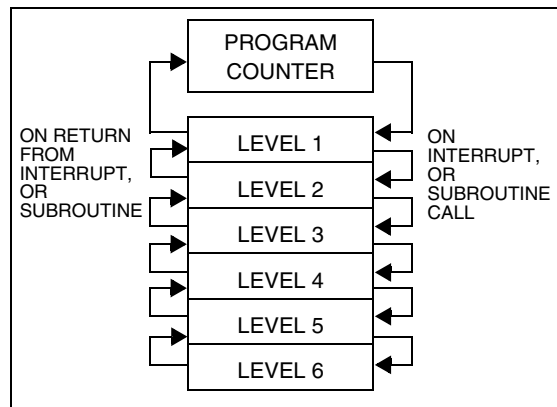 PROGRAM
COUNTER
ON RETURN
FROM
INTERRUPT,
OR
SUBROUTINE
LEVEL 1
LEVEL 2
LEVEL 3
LEVEL 4
LEVEL 5
LEVEL 6
ON
INTERRUPT,
OR
SUBROUTINE
CALL